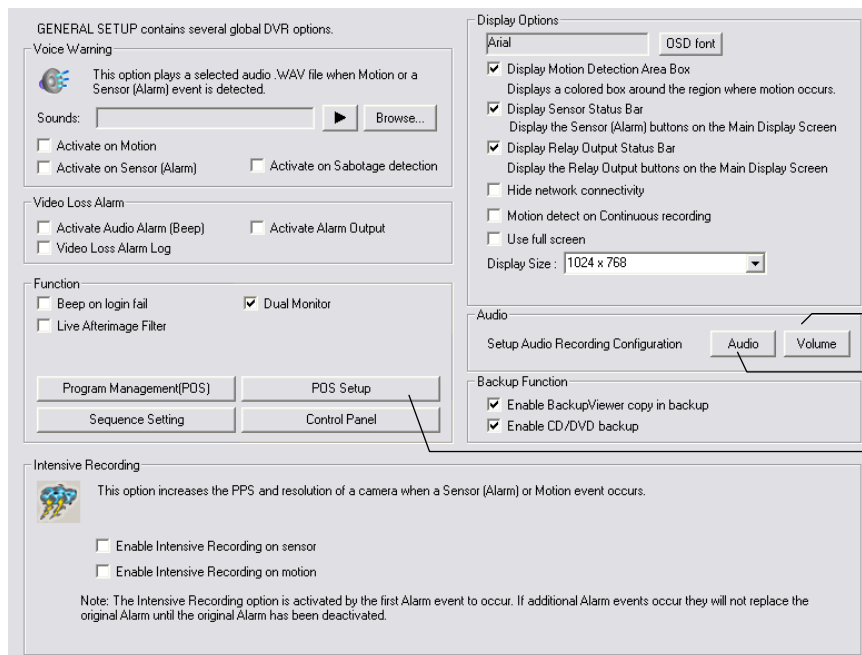 GENERAL SETUP contains several global DVR options.
Voice Warning
This option plays a selected audio .WAV file when Motion or a
Sensor (Alarm) event is detected.
Sounds:
Browse...
Activate on Motion
Activate on Sensor (Alarm)
Activate on Sabotage detection
Video Loss Alarm
Activate Audio Alarm (Beep)
Activate Alarm Output
Video Loss Alarm Log
Function
Beep on login fail
Dual Monitor
Live Afterimage Filter
Program Management(POS)
POS Setup
Sequence Setting
Control Panel
Display Options
Arial
OSD font
Display Motion Detection Area Box
Displays a colored box around the region where motion occurs.
Display Sensor Status Bar
Display the Sensor (Alarm) buttons on the Main Display Screen
Display Relay Output Status Bar
Display the Relay Output buttons on the Main Display Screen
Hide network connectivity
Motion detect on Continuous recording
Use full screen
Display Size : 1024 x 768
Audio
Setup Audio Recording Configuration
Audio
Volume
Backup Function
Enable BackupViewer copy in backup
Enable CD/DVD backup
Intensive Recording
This option increases the PPS and resolution of a camera when a Sensor (Alarm) or Motion event occurs.
Enable Intensive Recording on sensor
Enable Intensive Recording on motion
Note: The Intensive Recording option is activated by the first Alarm event to occur. If additional Alarm events occur they will not replace the
original Alarm until the original Alarm has been deactivated.